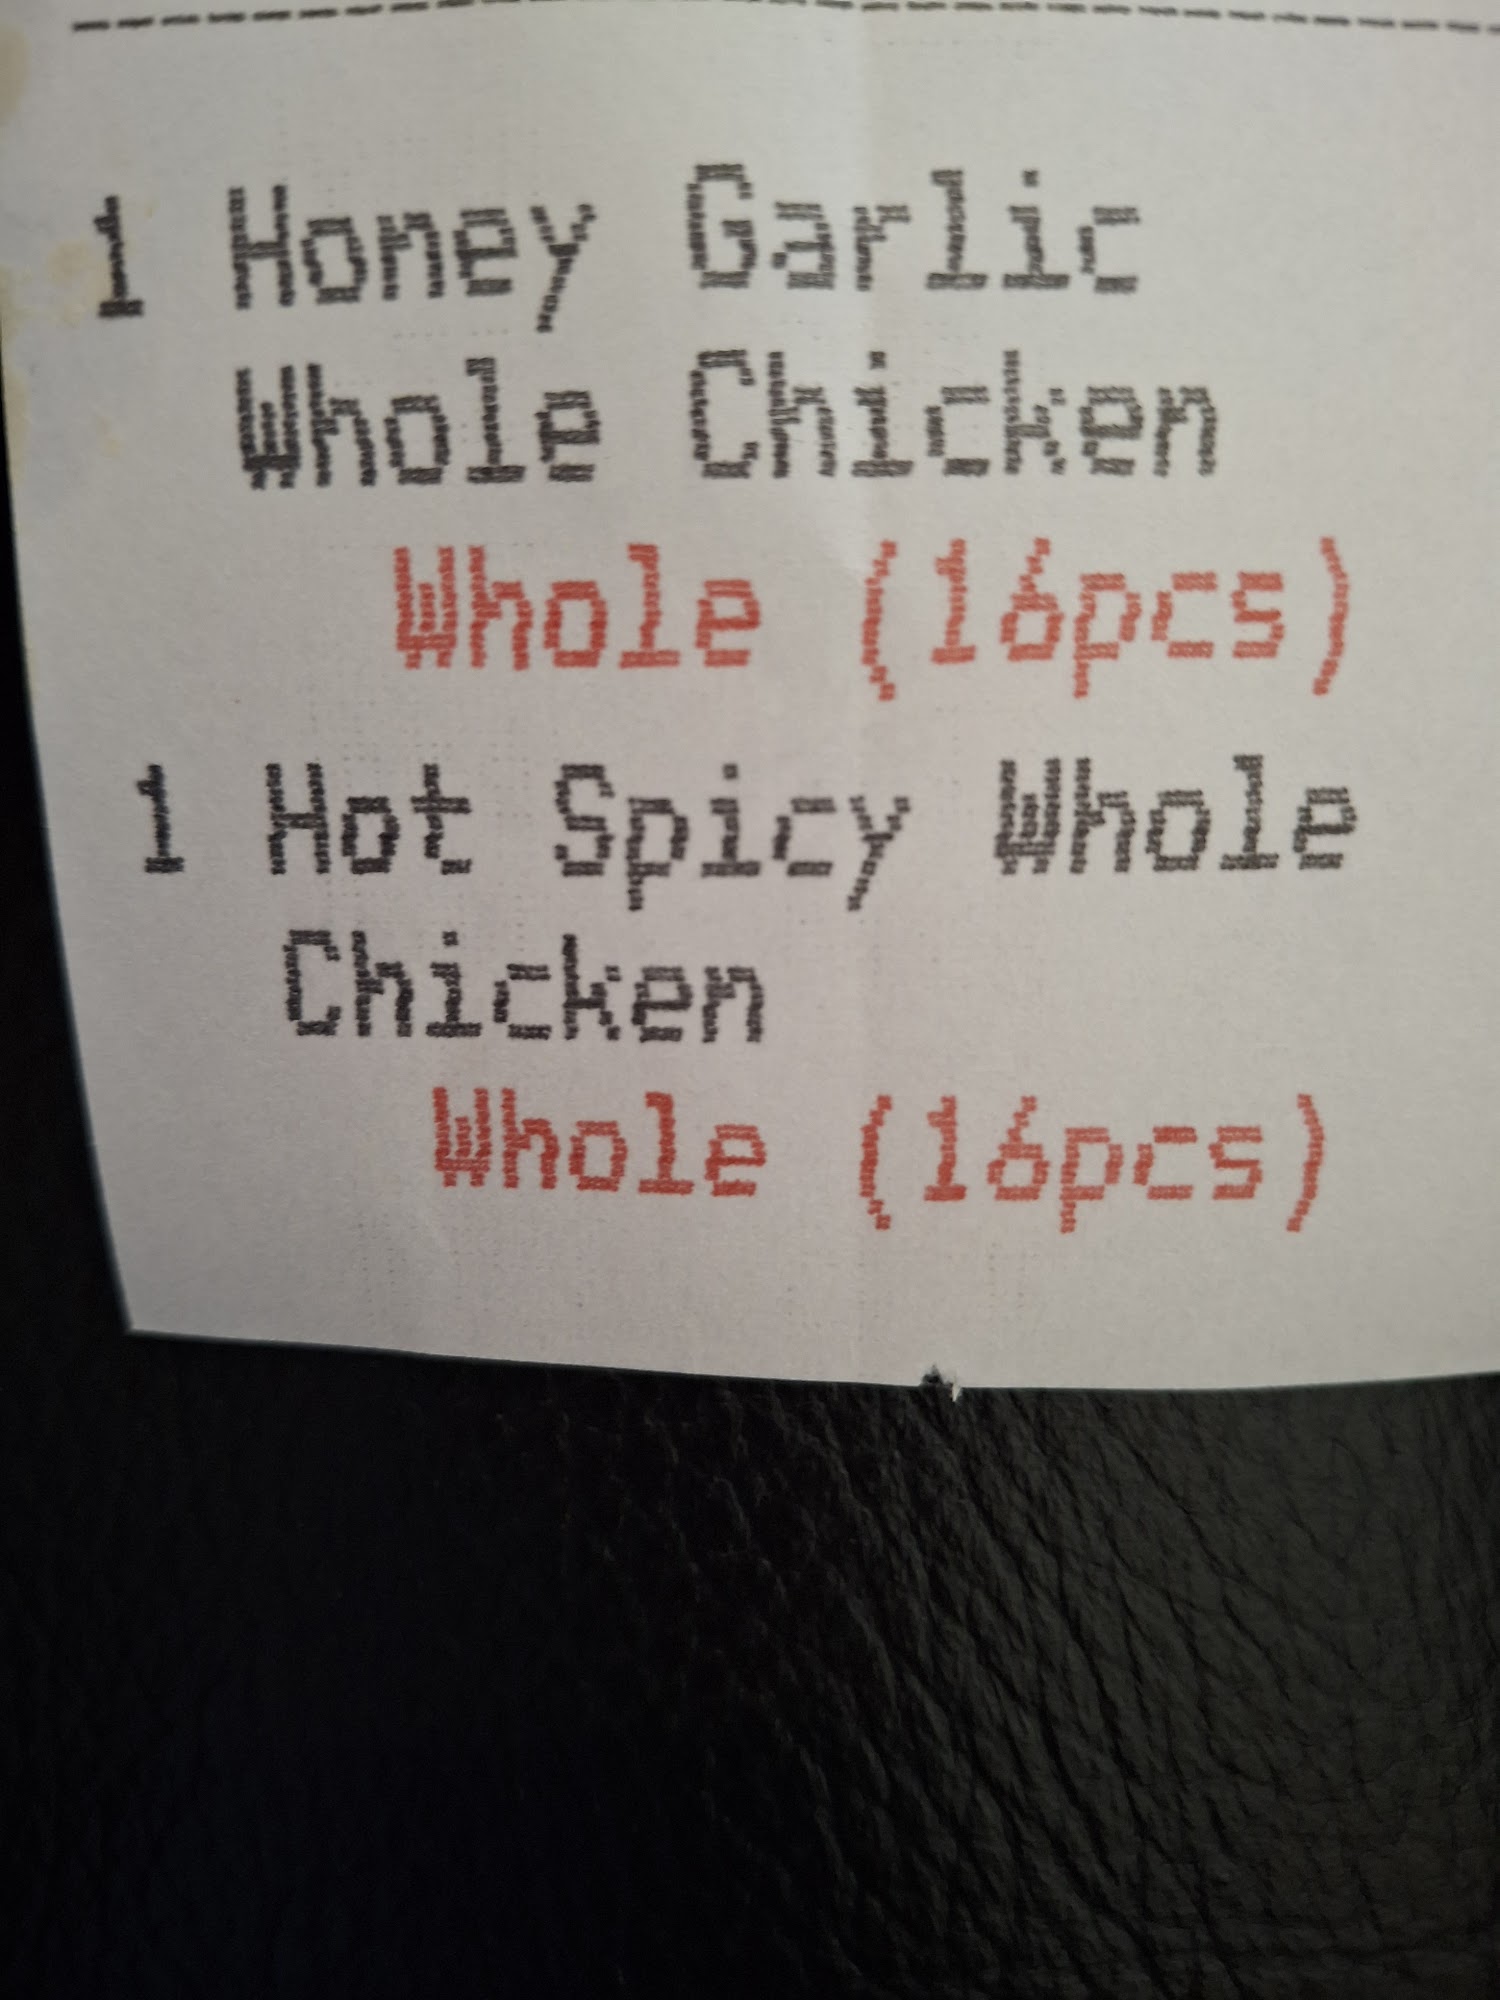 1 Honey Garlic
Whole Chicken
Whole (16pcs)
1 Hot Spicy Whole
Chicken
Whole (16pcs)